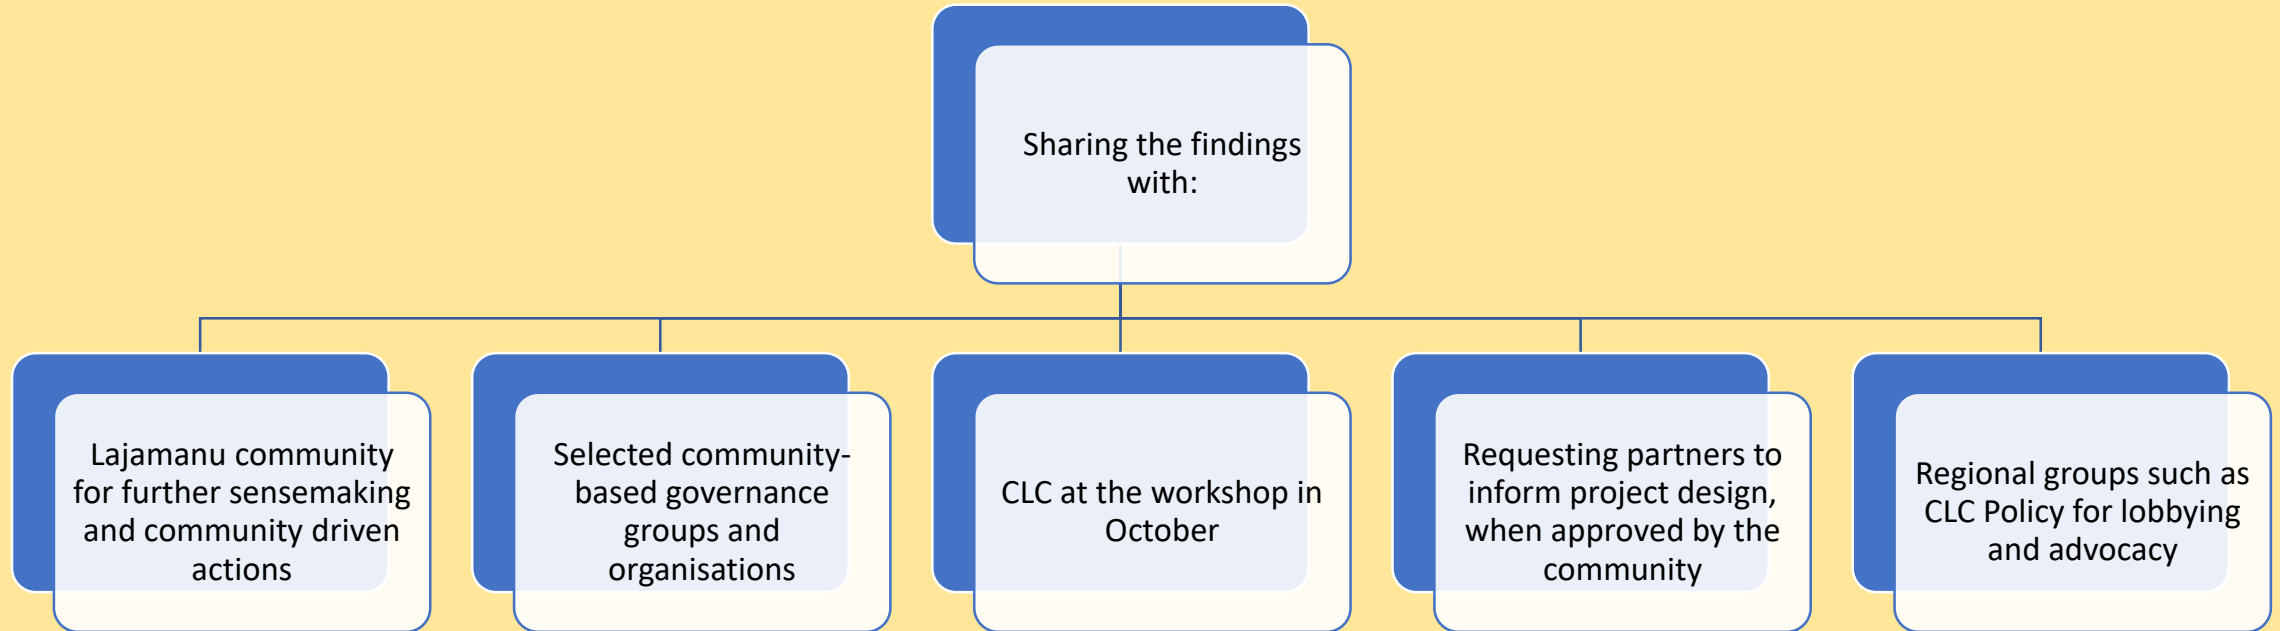 Sharing the findings
with:
Lajamanu community
for further sensemaking
and community driven
actions
Selected community-
based governance
groups and
organisations
CLC at the workshop in
October
Requesting partners to
inform project design,
when approved by the
community
Regional groups such as
CLC Policy for lobbying
and advocacy